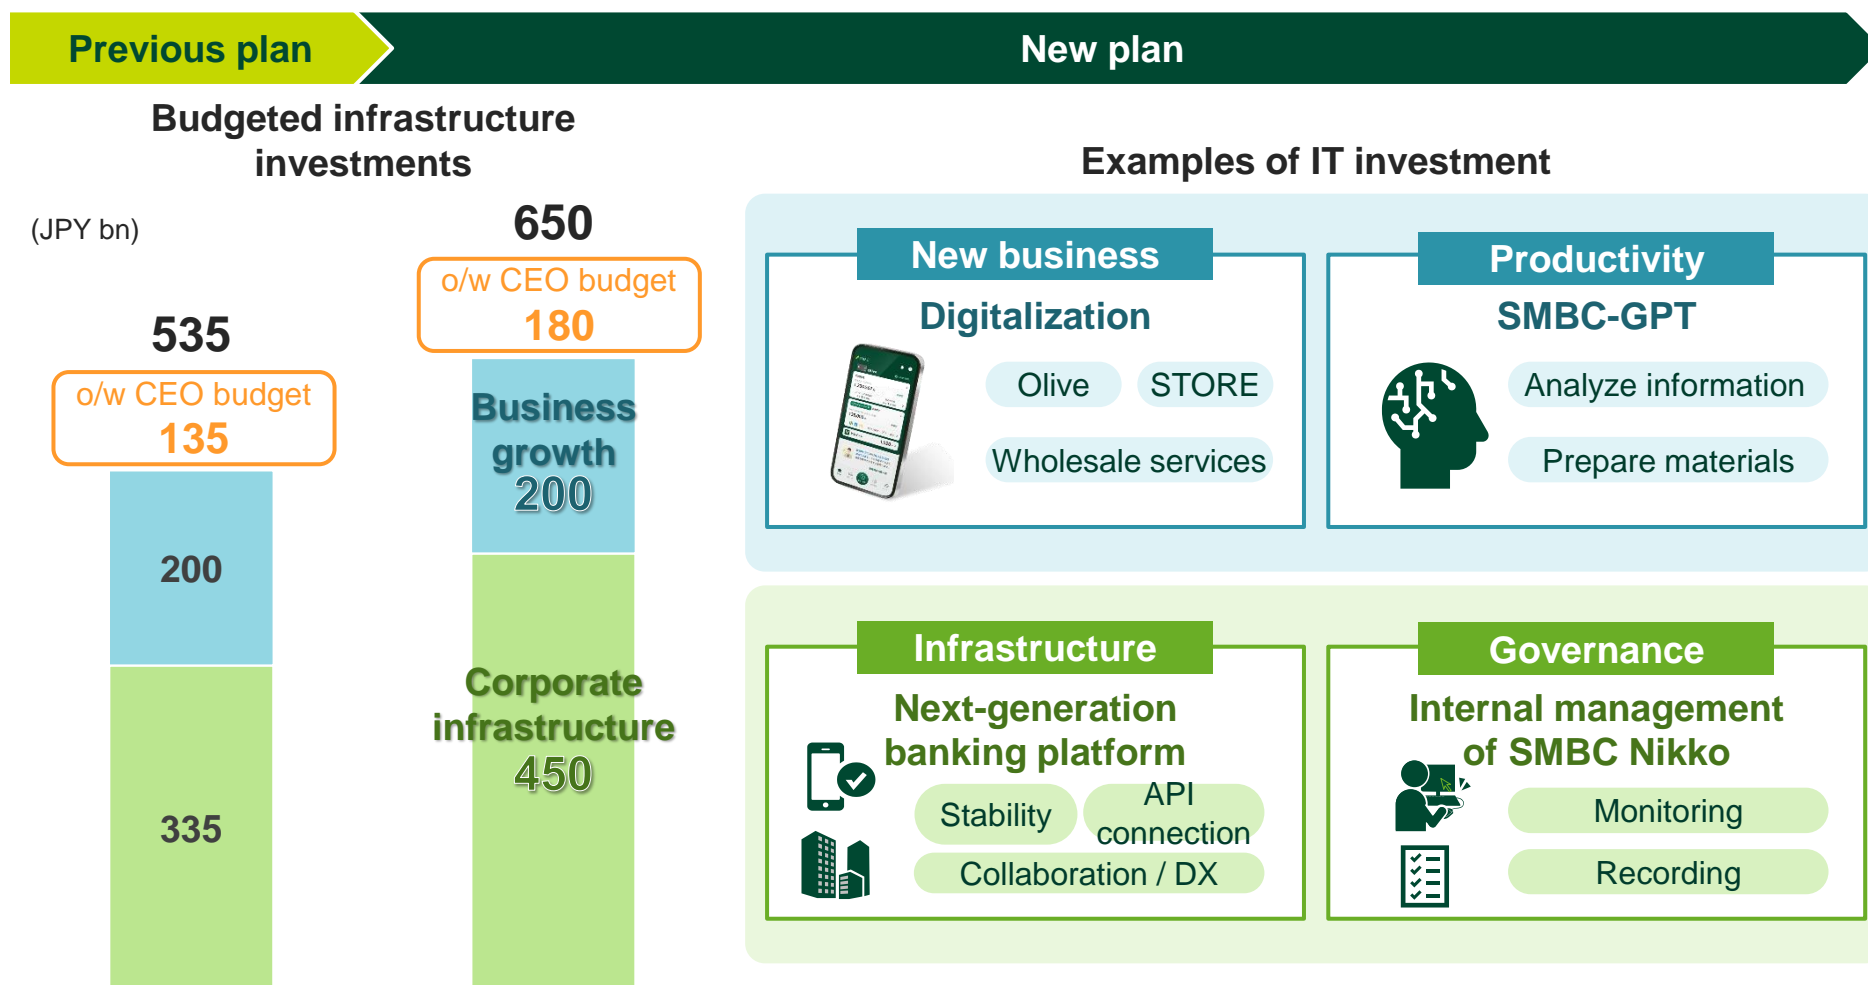 Previous plan
New plan
Budgeted infrastructure
investments
(JPY bn)
535
o/w CEO budget
135
200
335
650
o/w CEO budget
180
Business
growth
200
Corporate
infrastructure
450
Examples of IT investment
New business
Digitalization
Olive
STORE
Wholesale services
Productivity
SMBC-GPT
Analyze information
Prepare materials
Infrastructure
Next-generation
banking platform
Stability
API
connection
Collaboration / DX
Governance
Internal management
of SMBC Nikko
Monitoring
Recording